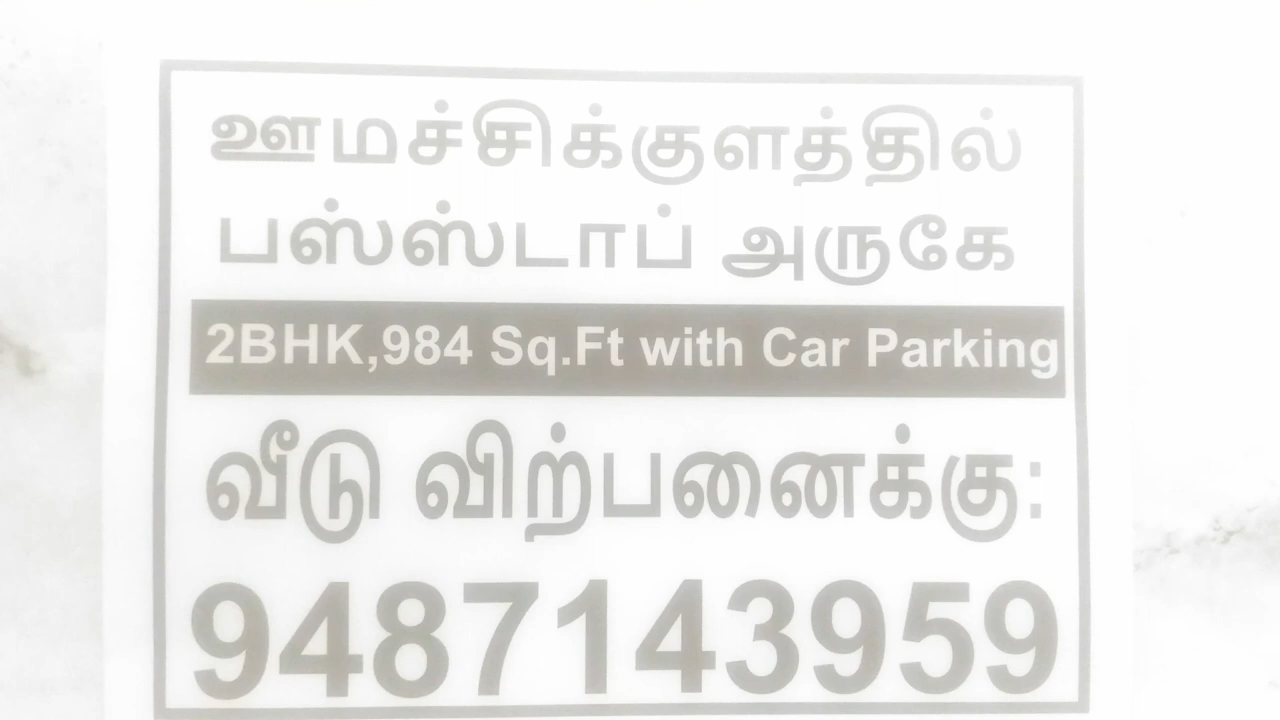 ஊமச்சிக்குளத்தில்
பஸ்ஸ்டாப் அருகே
2BHK,984 Sq.Ft with Car Parking
வீடு விற்பனைக்கு:
9487143959